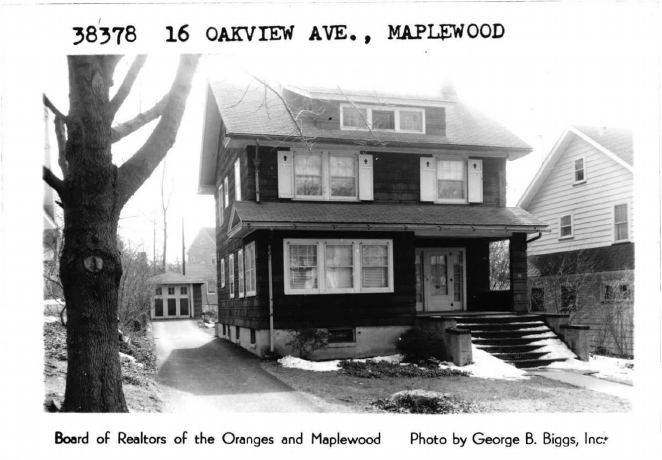 38378 16 OAKVIEW AVE., MAPLEWOOD
Board of Realtors of the Oranges and Maplewood Photo by George B. Biggs, Inc.